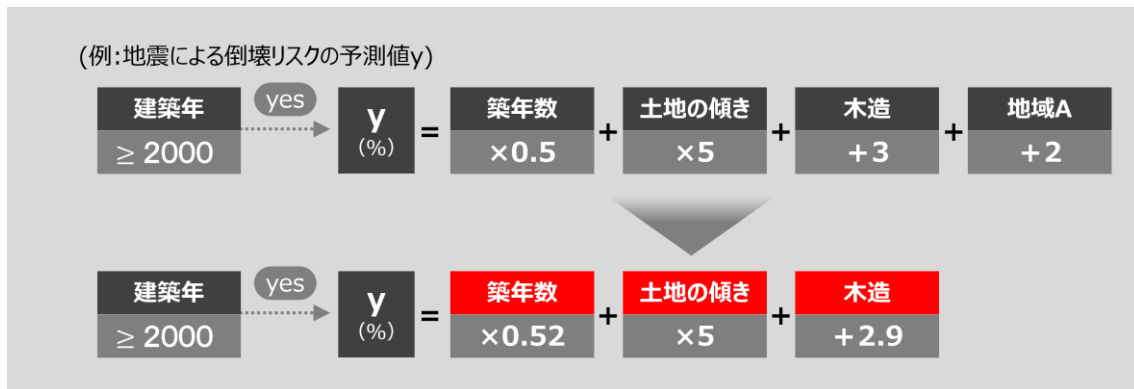 (例:地震による倒壊リスクの予測値y)
建築年 yes y = 築年数 + 土地の傾き + 木造 + 地域A
≥ 2000 (%) ×0.5 ×5 +3 +2
建築年 yes y = 築年数 + 土地の傾き + 木造
≥ 2000 (%) ×0.52 ×5 +2.9